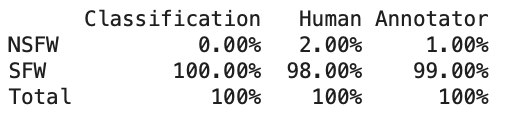 Classification Human Annotator
NSFW 0.00% 2.00% 1.00%
SFW 100.00% 98.00% 99.00%
Total 100% 100% 100%